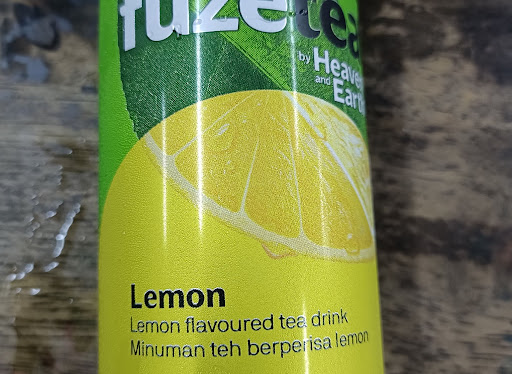 fuzetea
by Heaven
and Earth
Lemon
Lemon flavoured tea drink
Minuman teh berperisa lemon